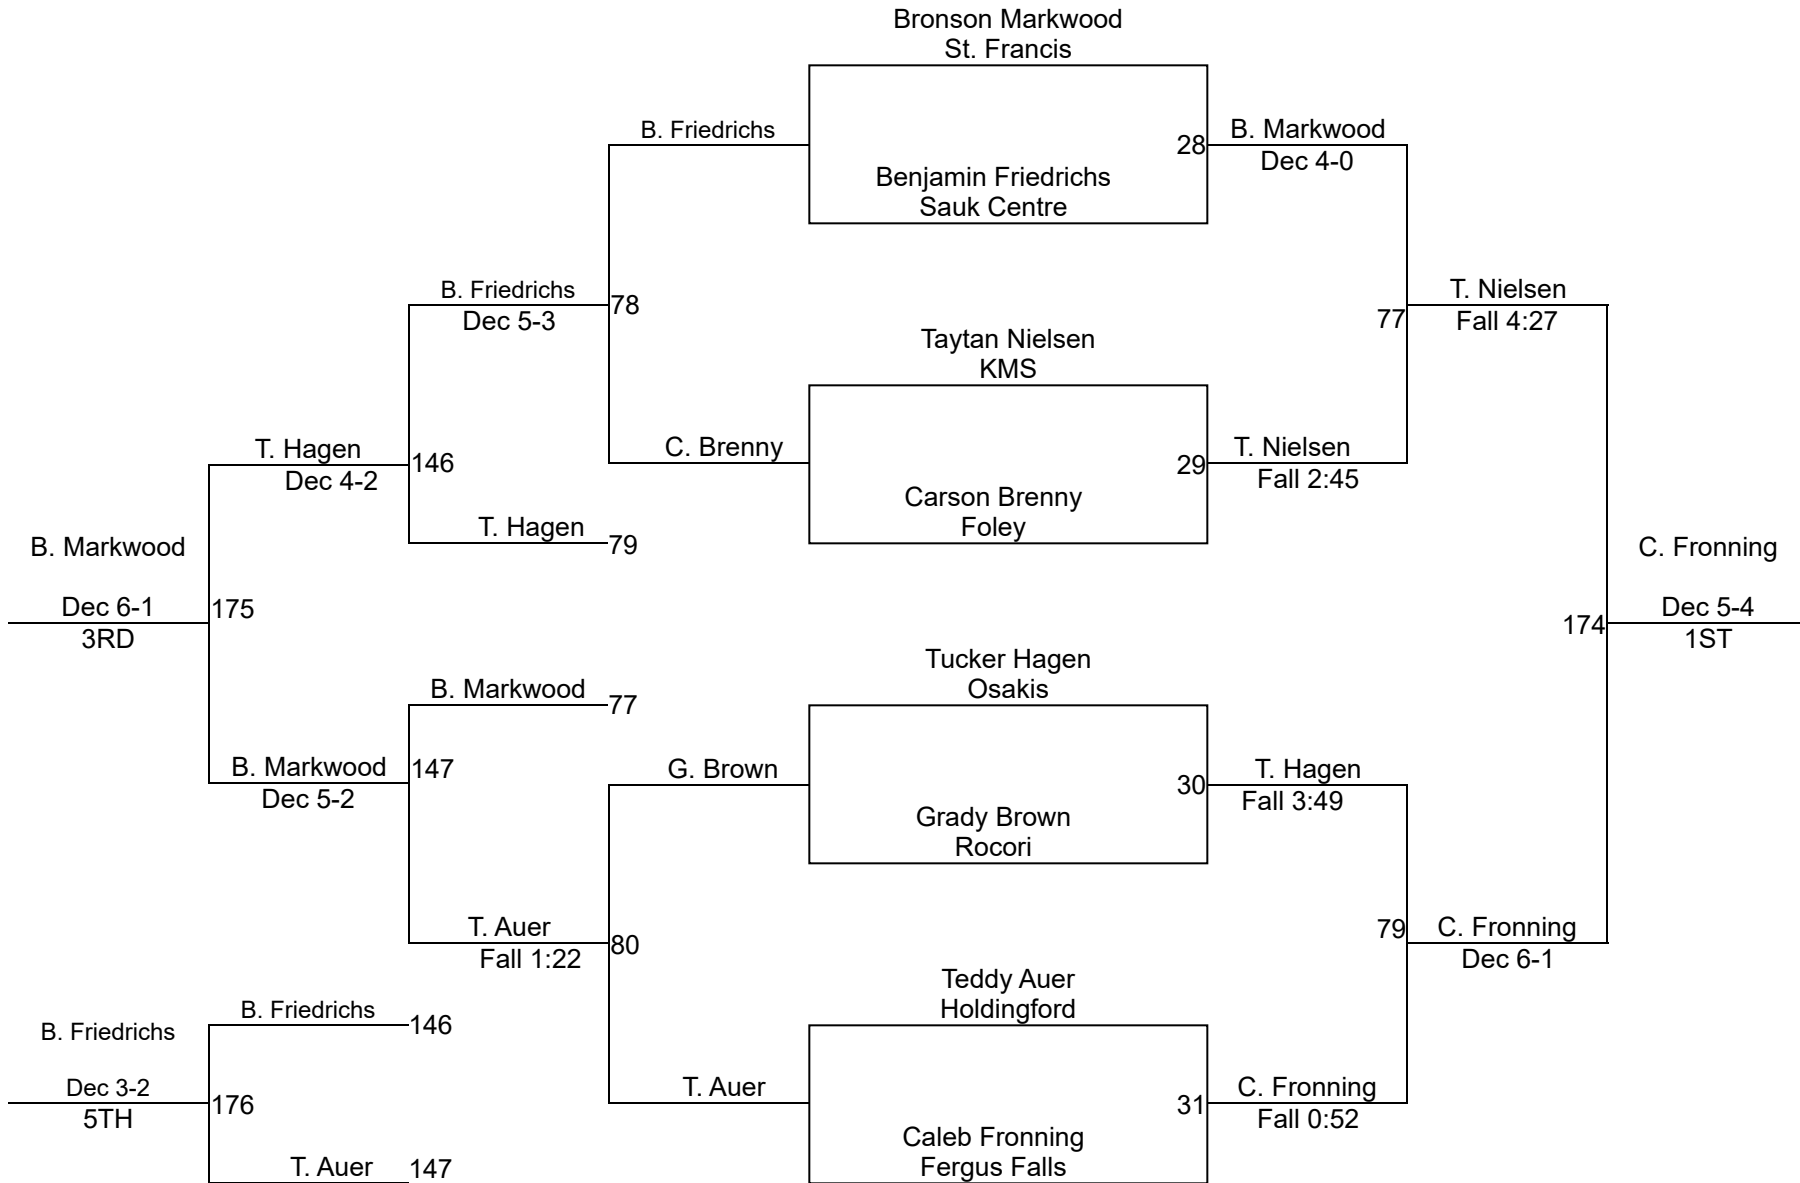 Bronson Markwood
St. Francis
B. Friedrichs
28
B. Markwood
Dec 4-0
Benjamin Friedrichs
Sauk Centre
B. Friedrichs
Dec 5-3
78
T. Nielsen
Fall 4:27
77
Taytan Nielsen
KMS
T. Hagen
Dec 4-2
146
C. Brenny
29
T. Nielsen
Fall 2:45
Carson Brenny
Foley
T. Hagen
79
B. Markwood
Dec 6-1
3RD
175
C. Fronning
Dec 5-4
1ST
174
Tucker Hagen
Osakis
B. Markwood
77
B. Markwood
Dec 5-2
147
G. Brown
30
T. Hagen
Fall 3:49
Grady Brown
Rocori
T. Auer
Fall 1:22
80
79
C. Fronning
Dec 6-1
Teddy Auer
Holdingford
B. Friedrichs
146
B. Friedrichs
Dec 3-2
5TH
176
T. Auer
31
C. Fronning
Fall 0:52
Caleb Fronning
Fergus Falls
T. Auer
147